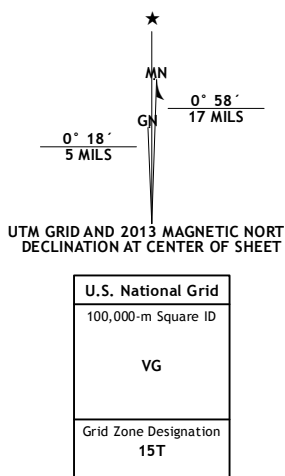 MN
GN
0° 58´
17 MILS
0° 18´
5 MILS
UTM GRID AND 2013 MAGNETIC NORT
DECLINATION AT CENTER OF SHEET
U.S. National Grid
100,000-m Square ID
VG
Grid Zone Designation
15T